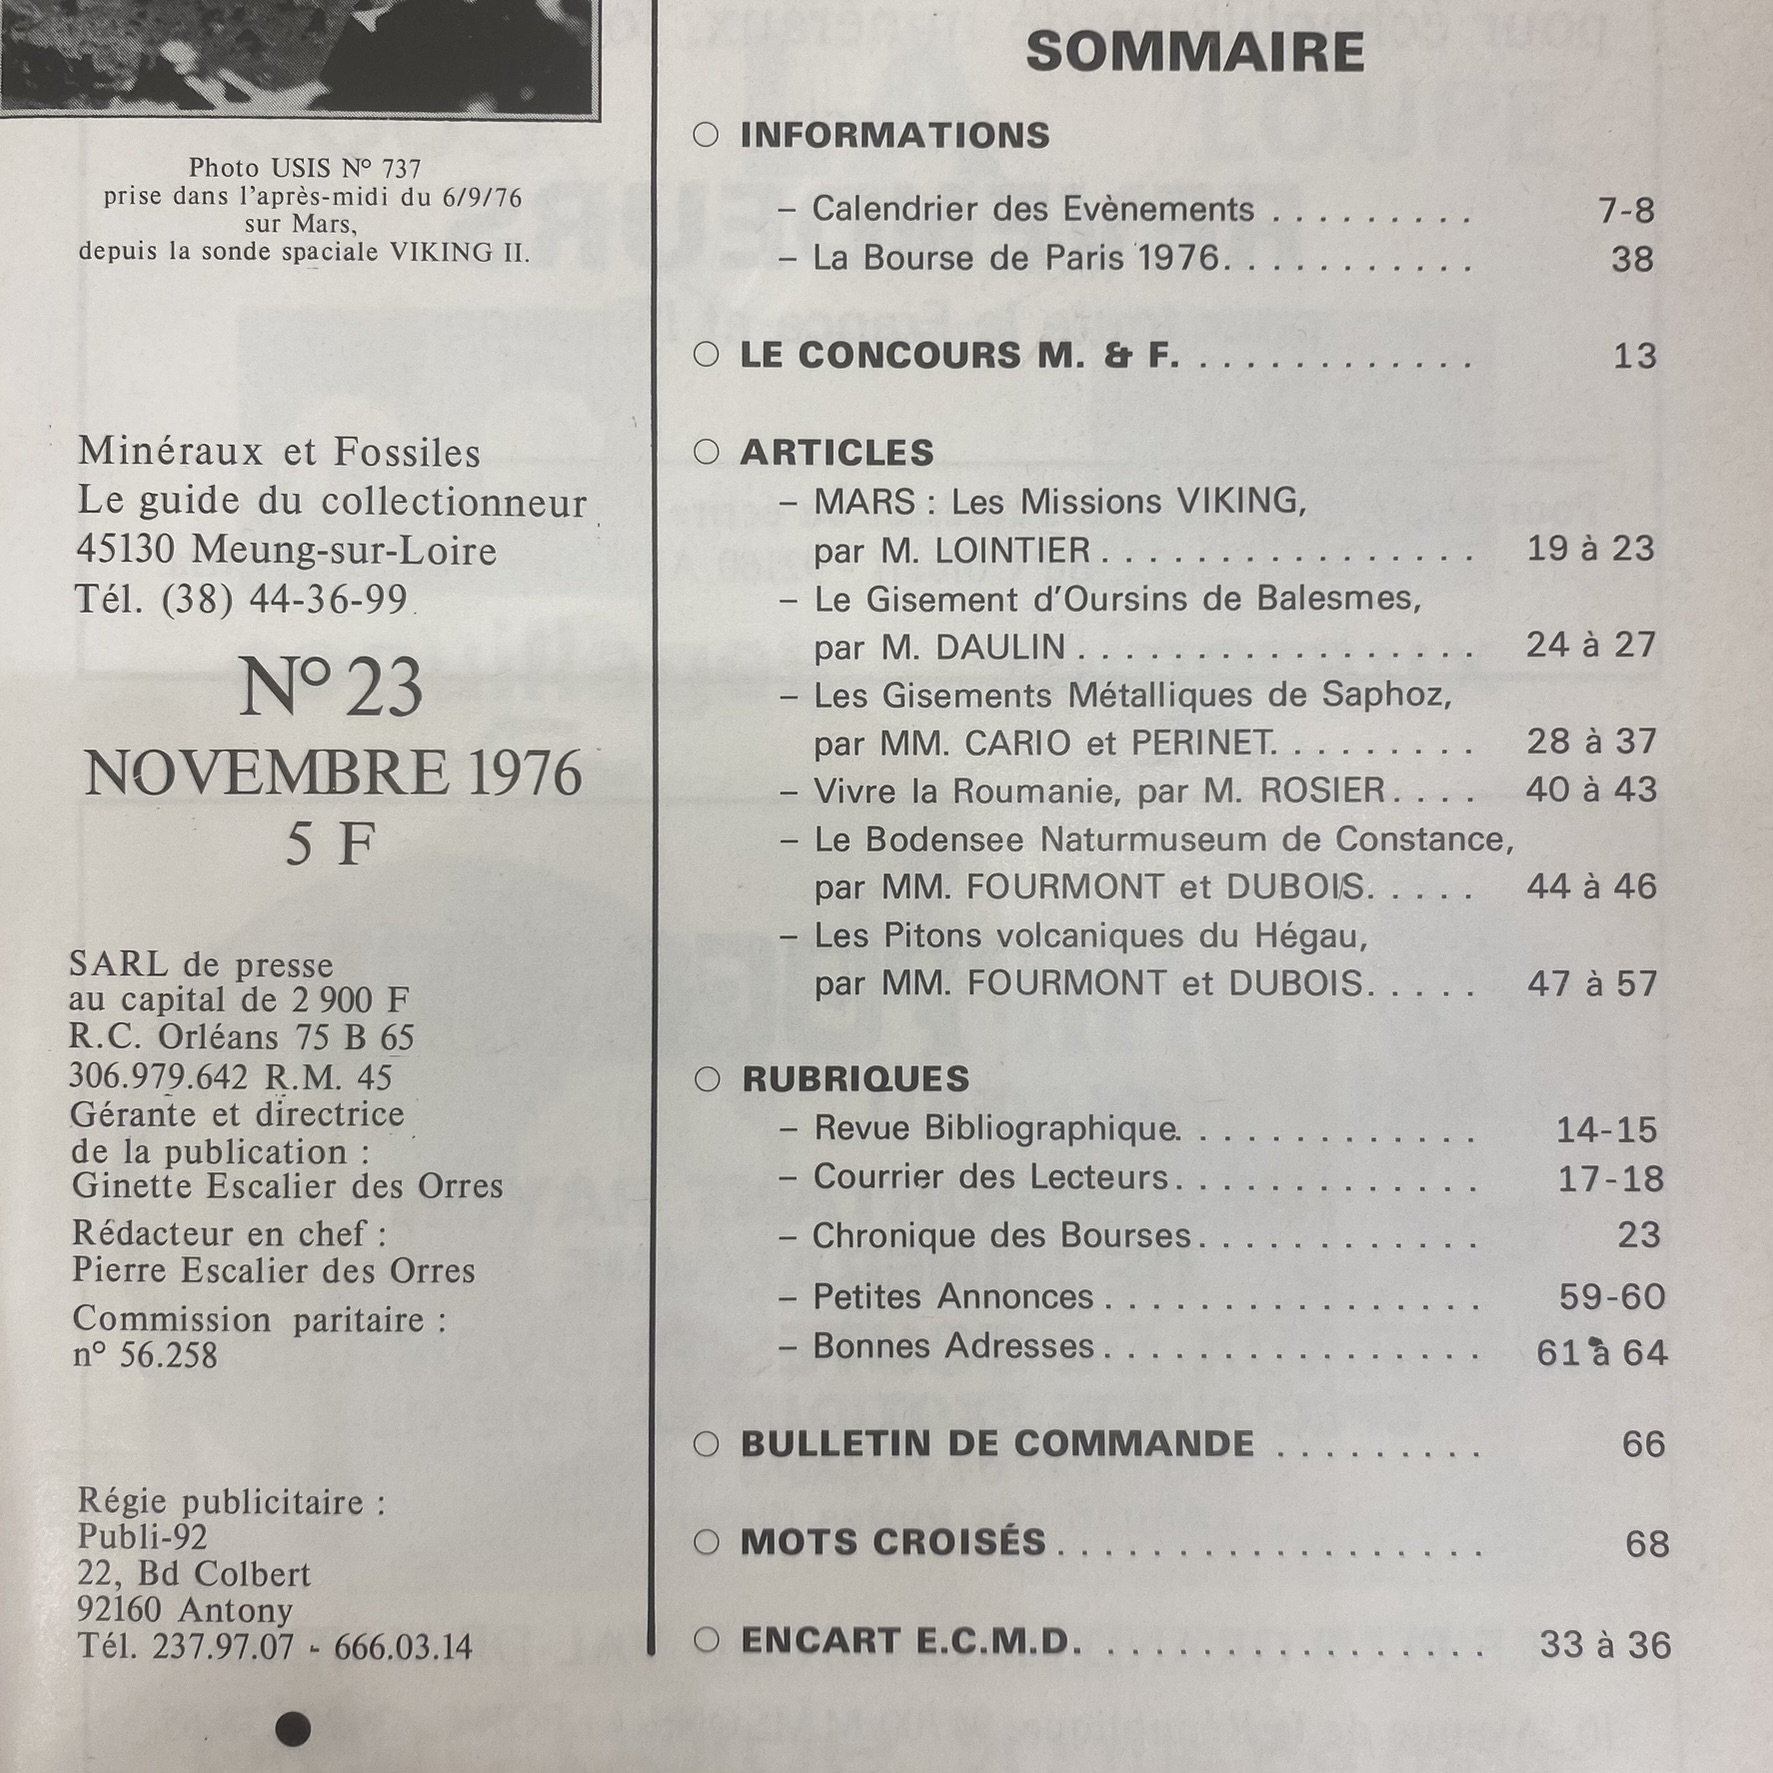 Photo USIS N° 737
prise dans l'après-midi du 6/9/76
sur Mars,
depuis la sonde spaciale VIKING II.
Minéraux et Fossiles
Le guide du collectionneur
45130 Meung-sur-Loire
Tél. (38) 44-36-99
N° 23
NOVEMBRE 1976
5 F
SARL de presse
au capital de 2 900 F
R.C. Orléans 75 B 65
306.979.642 R.M. 45
Gérante et directrice
de la publication :
Ginette Escalier des Orres
Rédacteur en chef :
Pierre Escalier des Orres
Commission paritaire :
n° 56.258
Régie publicitaire :
Publi-92
22, Bd Colbert
92160 Antony
Tél. 237.97.07 - 666.03.14
SOMMAIRE
○ INFORMATIONS
– Calendrier des Evènements . . . . . . . . . 7-8
– La Bourse de Paris 1976. . . . . . . . . . . 38
○ LE CONCOURS M. & F. . . . . . . . . . . . . 13
○ ARTICLES
– MARS : Les Missions VIKING,
par M. LOINTIER . . . . . . . . . . . . . . . . 19 à 23
– Le Gisement d'Oursins de Balesmes,
par M. DAULIN . . . . . . . . . . . . . . . . . 24 à 27
– Les Gisements Métalliques de Saphoz,
par MM. CARIO et PERINET. . . . . . . . . 28 à 37
– Vivre la Roumanie, par M. ROSIER . . . . 40 à 43
– Le Bodensee Naturmuseum de Constance,
par MM. FOURMONT et DUBOIS. . . . . 44 à 46
– Les Pitons volcaniques du Hégau,
par MM. FOURMONT et DUBOIS. . . . . 47 à 57
○ RUBRIQUES
– Revue Bibliographique. . . . . . . . . . . . . 14-15
– Courrier des Lecteurs. . . . . . . . . . . . . 17-18
– Chronique des Bourses. . . . . . . . . . . . 23
– Petites Annonces . . . . . . . . . . . . . . . . 59-60
– Bonnes Adresses . . . . . . . . . . . . . . . . 61 à 64
○ BULLETIN DE COMMANDE . . . . . . . . . 66
○ MOTS CROISÉS . . . . . . . . . . . . . . . . . . 68
○ ENCART E.C.M.D. . . . . . . . . . . . . . . . . 33 à 36